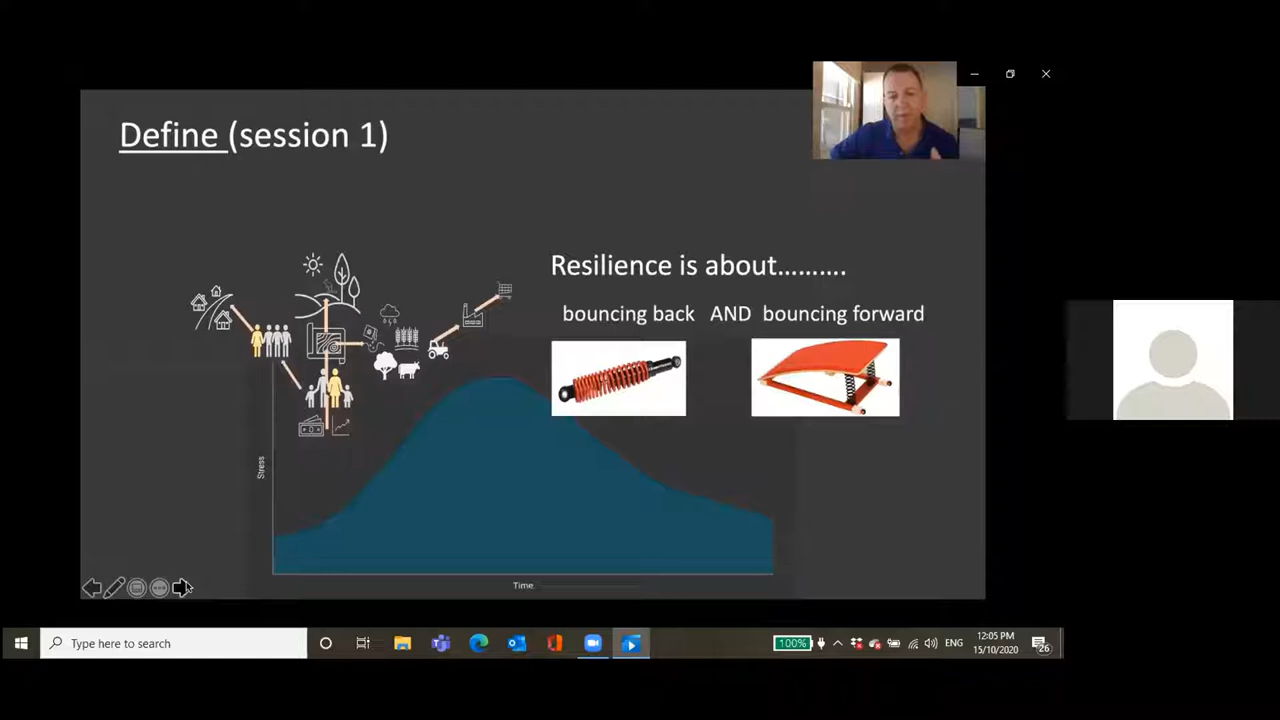 Define (session 1)
Resilience is about..........
bouncing back AND bouncing forward
Stress
Time
Type here to search
100%
ENG
12:05 PM
15/10/2020
26